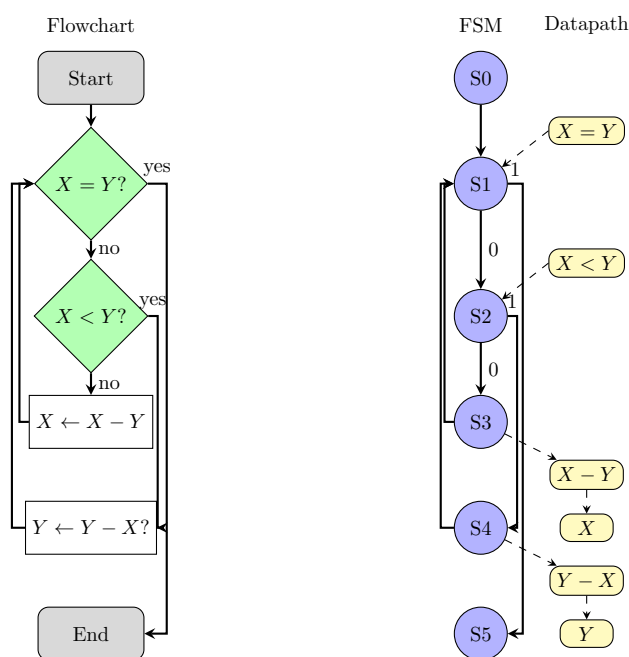 Flowchart
FSM
Datapath
Start
S0
X = Y
X = Y?
yes
S1
1
no
0
X < Y
X < Y?
yes
S2
1
no
0
X ← X − Y
S3
X − Y
Y ← Y − X?
S4
X
Y − X
End
S5
Y